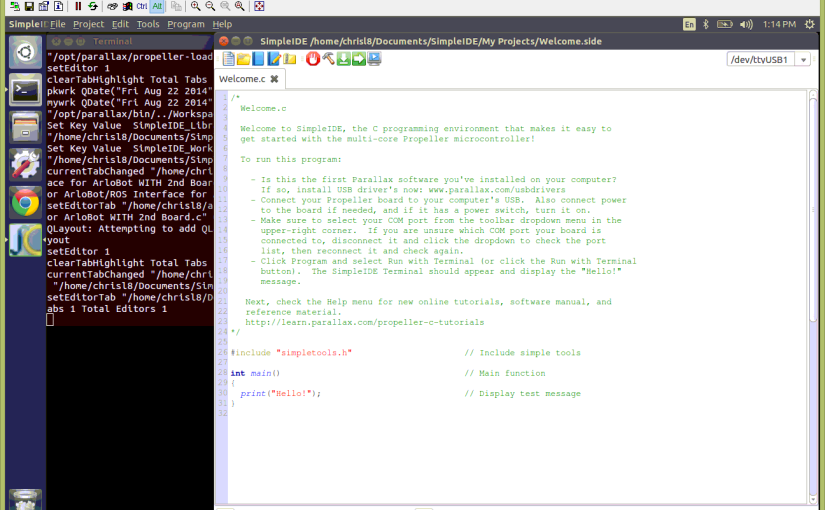 Ctrl Alt
SimpleIDE File Project Edit Tools Program Help
En 1:14 PM
Terminal
"/opt/parallax/propeller-load
setEditor 1
clearTabHighlight Total Tabs
pkwrk QDate("Fri Aug 22 2014"
mywrk QDate("Fri Aug 22 2014"
"/opt/parallax/bin/../Workspa
Set Key Value SimpleIDE_Libr
"/home/chrisl8/Documents/Simp
Set Key Value SimpleIDE_Work
"/home/chrisl8/Documents/Simp
currentTabChanged "/home/chri
ace for ArloBot WITH 2nd Boar
or ArloBot/ROS Interface for
setEditorTab "/home/chrisl8/a
or ArloBot WITH 2nd Board.c"
QLayout: Attempting to add QL
yout
setEditor 1
clearTabHighlight Total Tabs
currentTabChanged "/home/chri
"/home/chrisl8/Documents/Sim
setEditorTab "/home/chrisl8/D
abs 1 Total Editors 1
SimpleIDE /home/chrisl8/Documents/SimpleIDE/My Projects/Welcome.side
/dev/ttyUSB1
Welcome.c
1 /*
2 Welcome.c
3
4 Welcome to SimpleIDE, the C programming environment that makes it easy to
5 get started with the multi-core Propeller microcontroller!
6
7 To run this program:
8
9 - Is this the first Parallax software you've installed on your computer?
10 If so, install USB driver's now: www.parallax.com/usbdrivers
11 - Connect your Propeller board to your computer's USB. Also connect power
12 to the board if needed, and if it has a power switch, turn it on.
13 - Make sure to select your COM port from the toolbar dropdown menu in the
14 upper-right corner. If you are unsure which COM port your board is
15 connected to, disconnect it and click the dropdown to check the port
16 list, then reconnect it and check again.
17 - Click Program and select Run with Terminal (or click the Run with Terminal
18 button). The SimpleIDE Terminal should appear and display the "Hello!"
19 message.
20
21 Next, check the Help menu for new online tutorials, software manual, and
22 reference material.
23 http://learn.parallax.com/propeller-c-tutorials
24 */
25
26 #include "simpletools.h" // Include simple tools
27
28 int main() // Main function
29 {
30 print("Hello!"); // Display test message
31 }
32